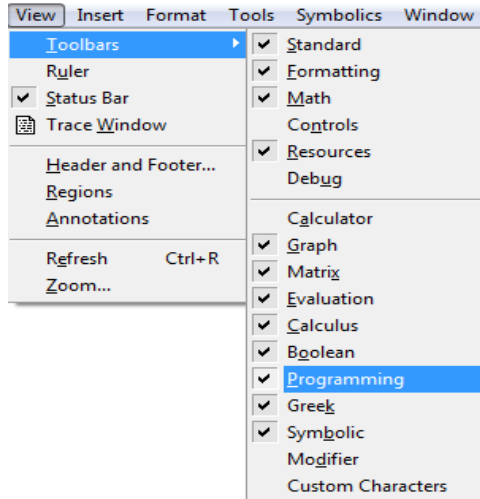 View Insert Format Tools Symbolics Window
Toolbars
Ruler
Status Bar
Trace Window
Header and Footer...
Regions
Annotations
Refresh Ctrl+R
Zoom...
Standard
Formatting
Math
Controls
Resources
Debug
Calculator
Graph
Matrix
Evaluation
Calculus
Boolean
Programming
Greek
Symbolic
Modifier
Custom Characters